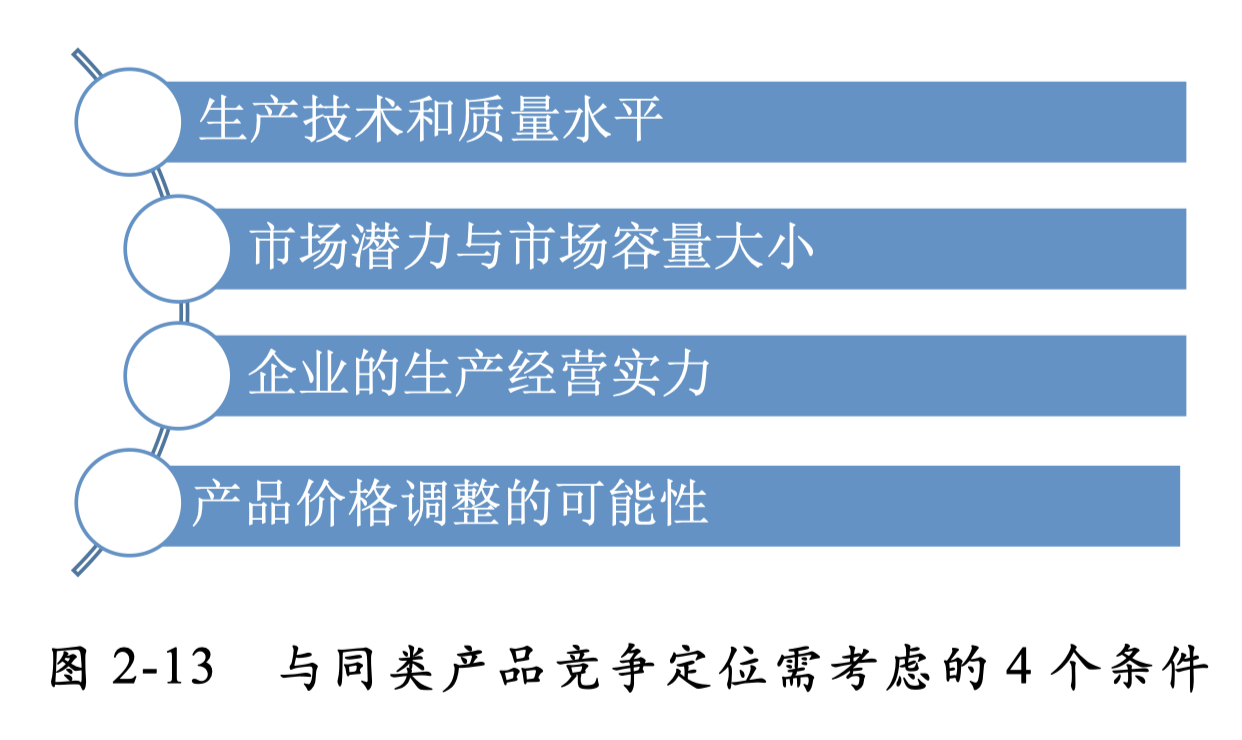 生产技术和质量水平
市场潜力与市场容量大小
企业的生产经营实力
产品价格调整的可能性
图 2-13 与同类产品竞争定位需考虑的 4 个条件